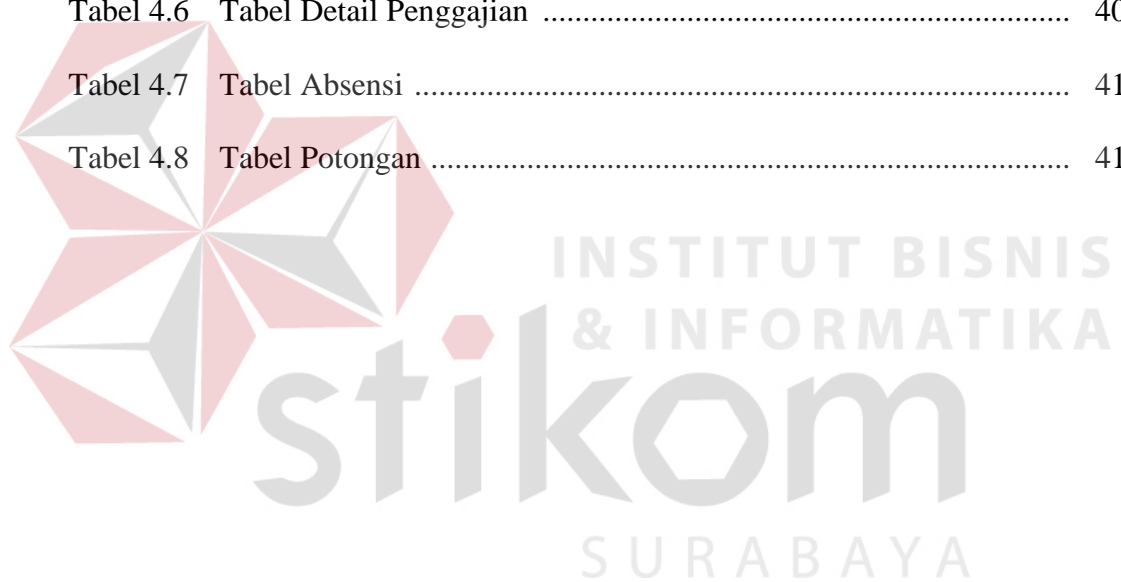 Tabel 4.6 Tabel Detail Penggajian ................................................................... 40
Tabel 4.7 Tabel Absensi ................................................................................... 41
Tabel 4.8 Tabel Potongan ................................................................................. 41
INSTITUT BISNIS
& INFORMATIKA
stikom
SURABAYA